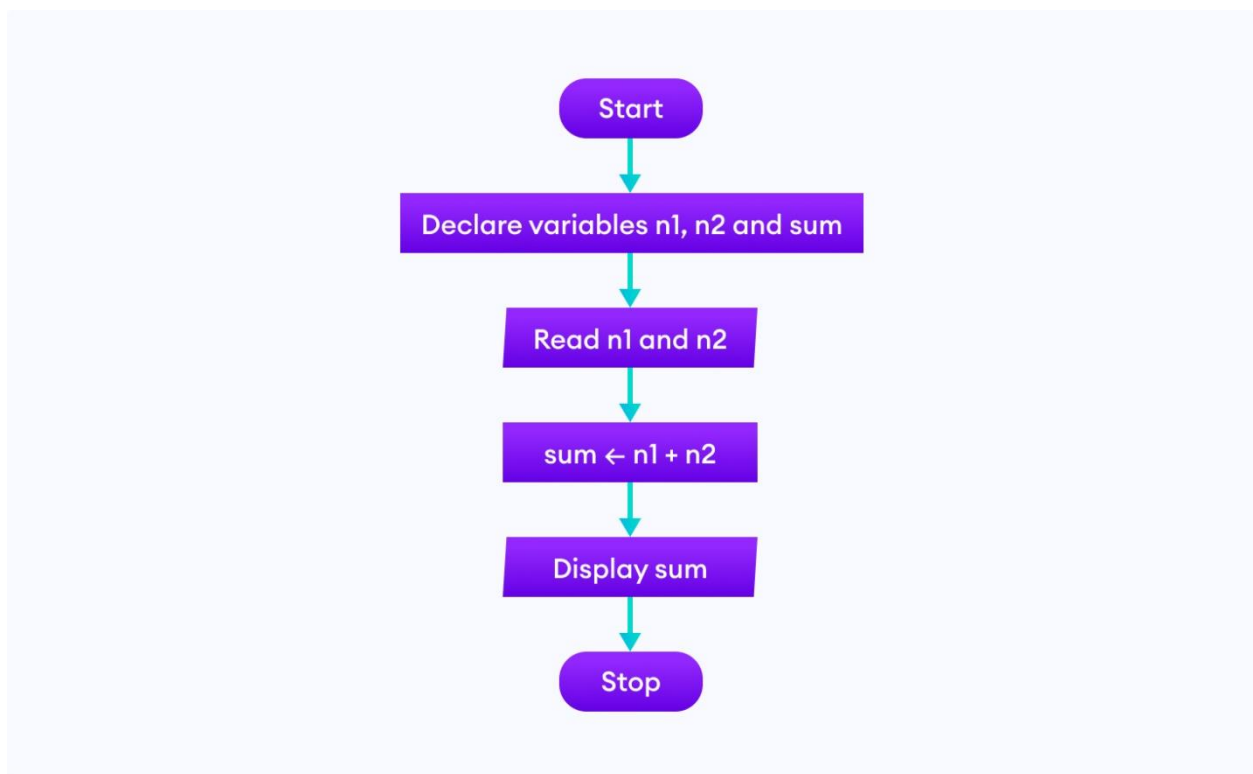 Start
Declare variables n1, n2 and sum
Read n1 and n2
sum ← n1 + n2
Display sum
Stop